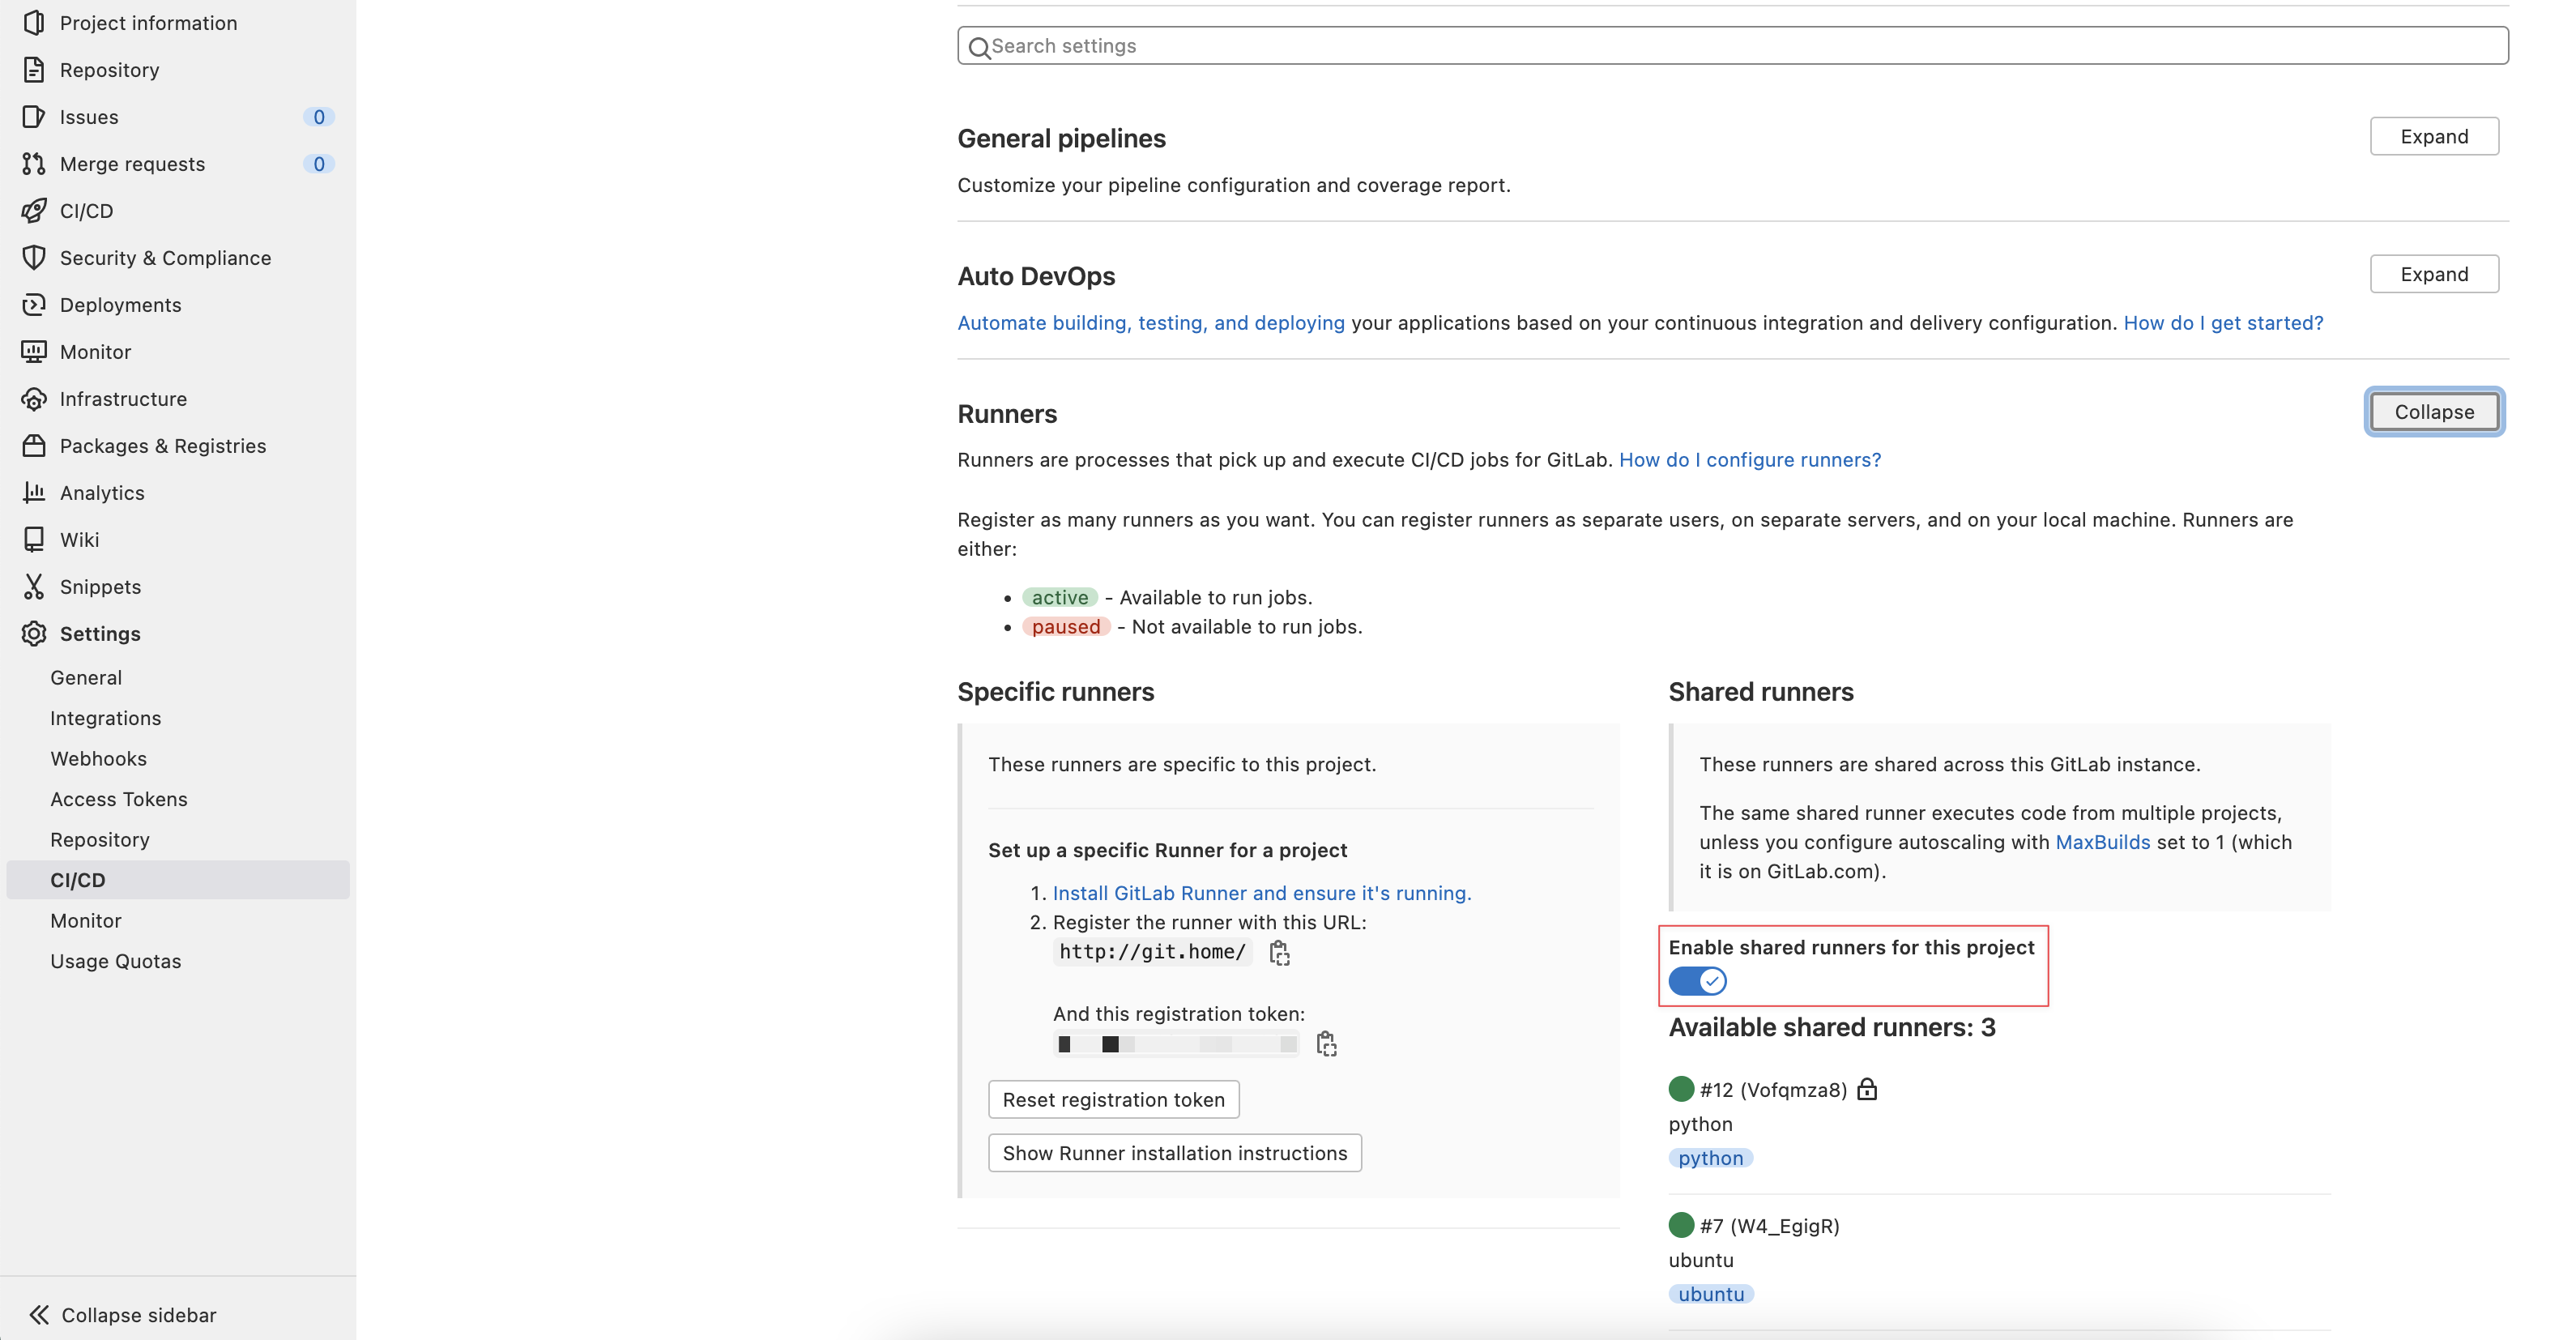 Project information
Repository
Issues 0
Merge requests 0
CI/CD
Security & Compliance
Deployments
Monitor
Infrastructure
Packages & Registries
Analytics
Wiki
Snippets
Settings
General
Integrations
Webhooks
Access Tokens
Repository
CI/CD
Monitor
Usage Quotas
Collapse sidebar
Search settings
General pipelines
Expand
Customize your pipeline configuration and coverage report.
Auto DevOps
Expand
Automate building, testing, and deploying your applications based on your continuous integration and delivery configuration. How do I get started?
Runners
Collapse
Runners are processes that pick up and execute CI/CD jobs for GitLab. How do I configure runners?
Register as many runners as you want. You can register runners as separate users, on separate servers, and on your local machine. Runners are
either:
• active - Available to run jobs.
• paused - Not available to run jobs.
Specific runners
These runners are specific to this project.
Set up a specific Runner for a project
1. Install GitLab Runner and ensure it's running.
2. Register the runner with this URL:
http://git.home/
And this registration token:
Reset registration token
Show Runner installation instructions
Shared runners
These runners are shared across this GitLab instance.
The same shared runner executes code from multiple projects,
unless you configure autoscaling with MaxBuilds set to 1 (which
it is on GitLab.com).
Enable shared runners for this project
Available shared runners: 3
#12 (Vofqmza8)
python
python
#7 (W4_EgigR)
ubuntu
ubuntu